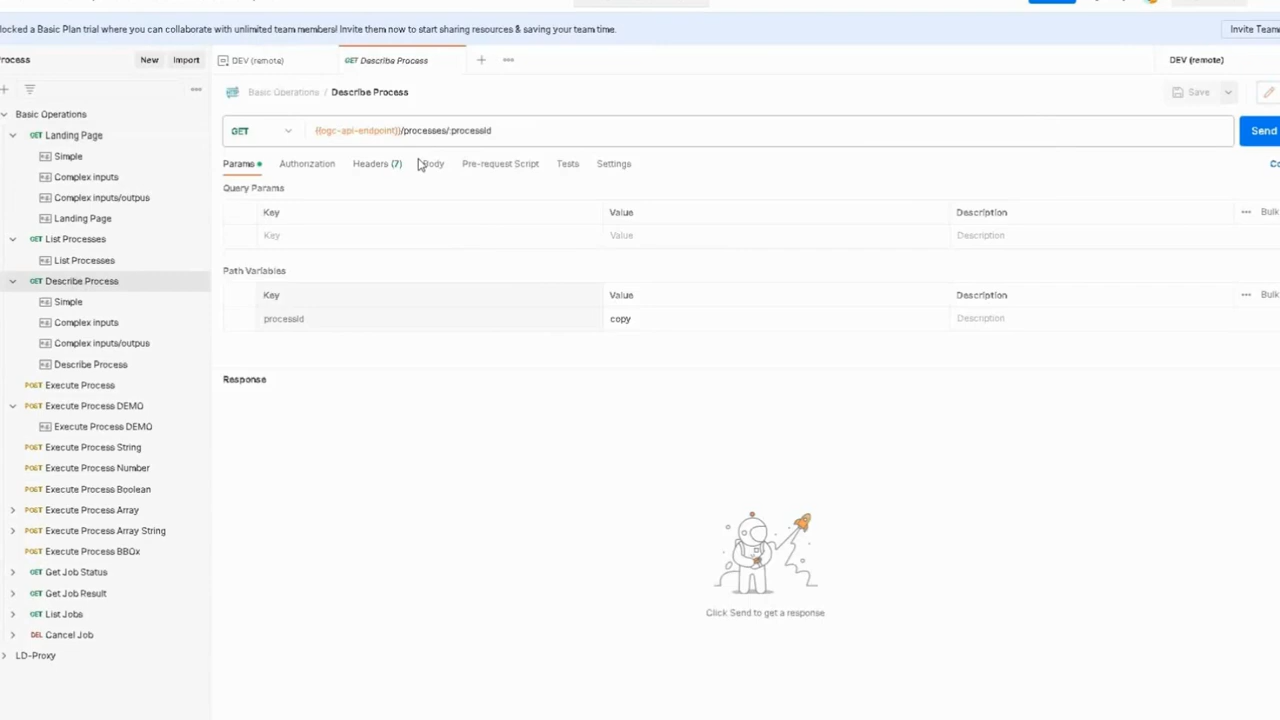 locked a Basic Plan trial where you can collaborate with unlimited team members! Invite them now to start sharing resources & saving your team time.
Invite Team
rocess
New
Import
DEV (remote)
GET Describe Process
DEV (remote)
Basic Operations / Describe Process
Save
Basic Operations
GET Landing Page
Simple
Complex inputs
Complex inputs/outpus
Landing Page
GET List Processes
List Processes
GET Describe Process
Simple
Complex inputs
Complex inputs/outpus
Describe Process
POST Execute Process
POST Execute Process DEMO
Execute Process DEMO
POST Execute Process String
POST Execute Process Number
POST Execute Process Boolean
POST Execute Process Array
POST Execute Process Array String
POST Execute Process BBOx
GET Get Job Status
GET Get Job Result
GET List Jobs
DEL Cancel Job
LD-Proxy
GET
{{ogc-api-endpoint}}/processes/:processId
Send
Params
Authorization
Headers (7)
Body
Pre-request Script
Tests
Settings
Co
Query Params
Key
Value
Description
Bulk
Key
Value
Description
Path Variables
Key
Value
Description
Bulk
processId
copy
Description
Response
Click Send to get a response